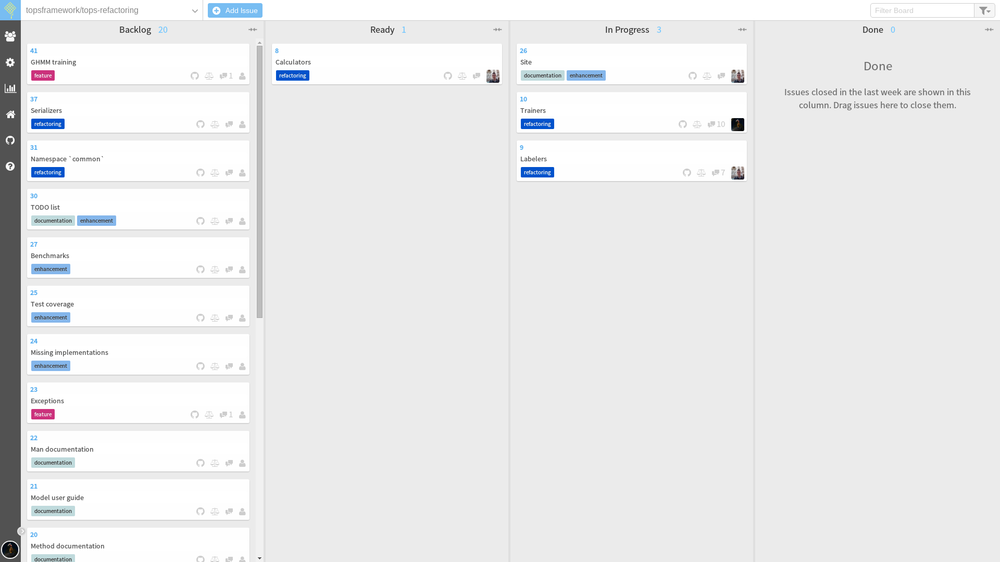 topsframework/tops-refactoring
Add Issue
Filter Board
Backlog 20
41
GHMM training
feature
1
37
Serializers
refactoring
31
Namespace `common`
refactoring
30
TODO list
documentation enhancement
27
Benchmarks
enhancement
25
Test coverage
enhancement
24
Missing implementations
enhancement
23
Exceptions
feature
1
22
Man documentation
documentation
21
Model user guide
documentation
20
Method documentation
documentation
Ready 1
8
Calculators
refactoring
In Progress 3
26
Site
documentation enhancement
10
Trainers
refactoring
10
9
Labelers
refactoring
7
Done 0
Done
Issues closed in the last week are shown in this
column. Drag issues here to close them.